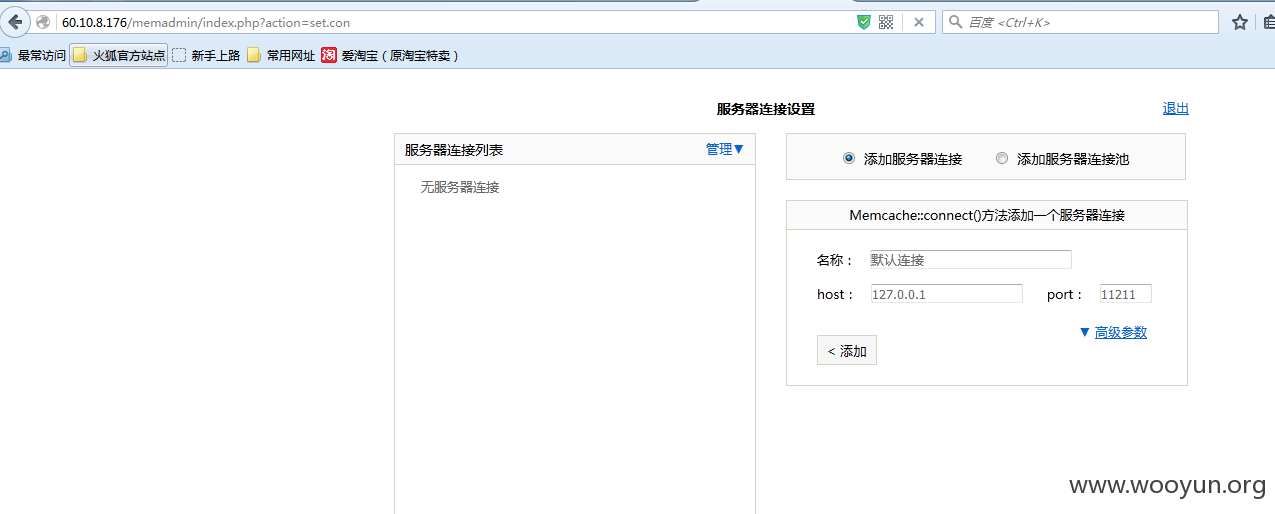 60.10.8.176/memadmin/index.php?action=set.con
百度 <Ctrl+K>
最常访问 火狐官方站点 新手上路 常用网址 淘 爱淘宝（原淘宝特卖）
服务器连接设置 退出
服务器连接列表 管理▼
无服务器连接
添加服务器连接 添加服务器连接池
Memcache::connect()方法添加一个服务器连接
名称： 默认连接
host： 127.0.0.1 port： 11211
▼ 高级参数
< 添加
www.wooyun.org